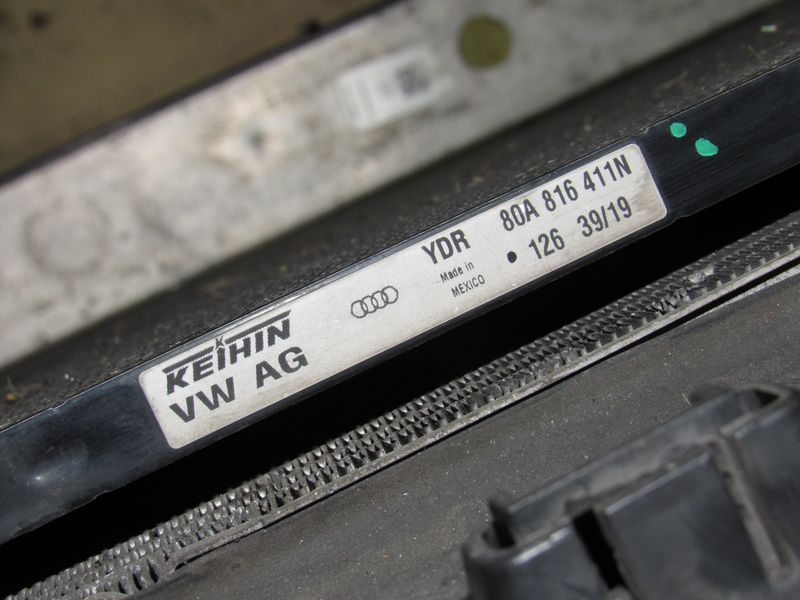 KEIHIN
VW AG
YDR 80A 816 411N
Made in
MEXICO
• 126 39/19